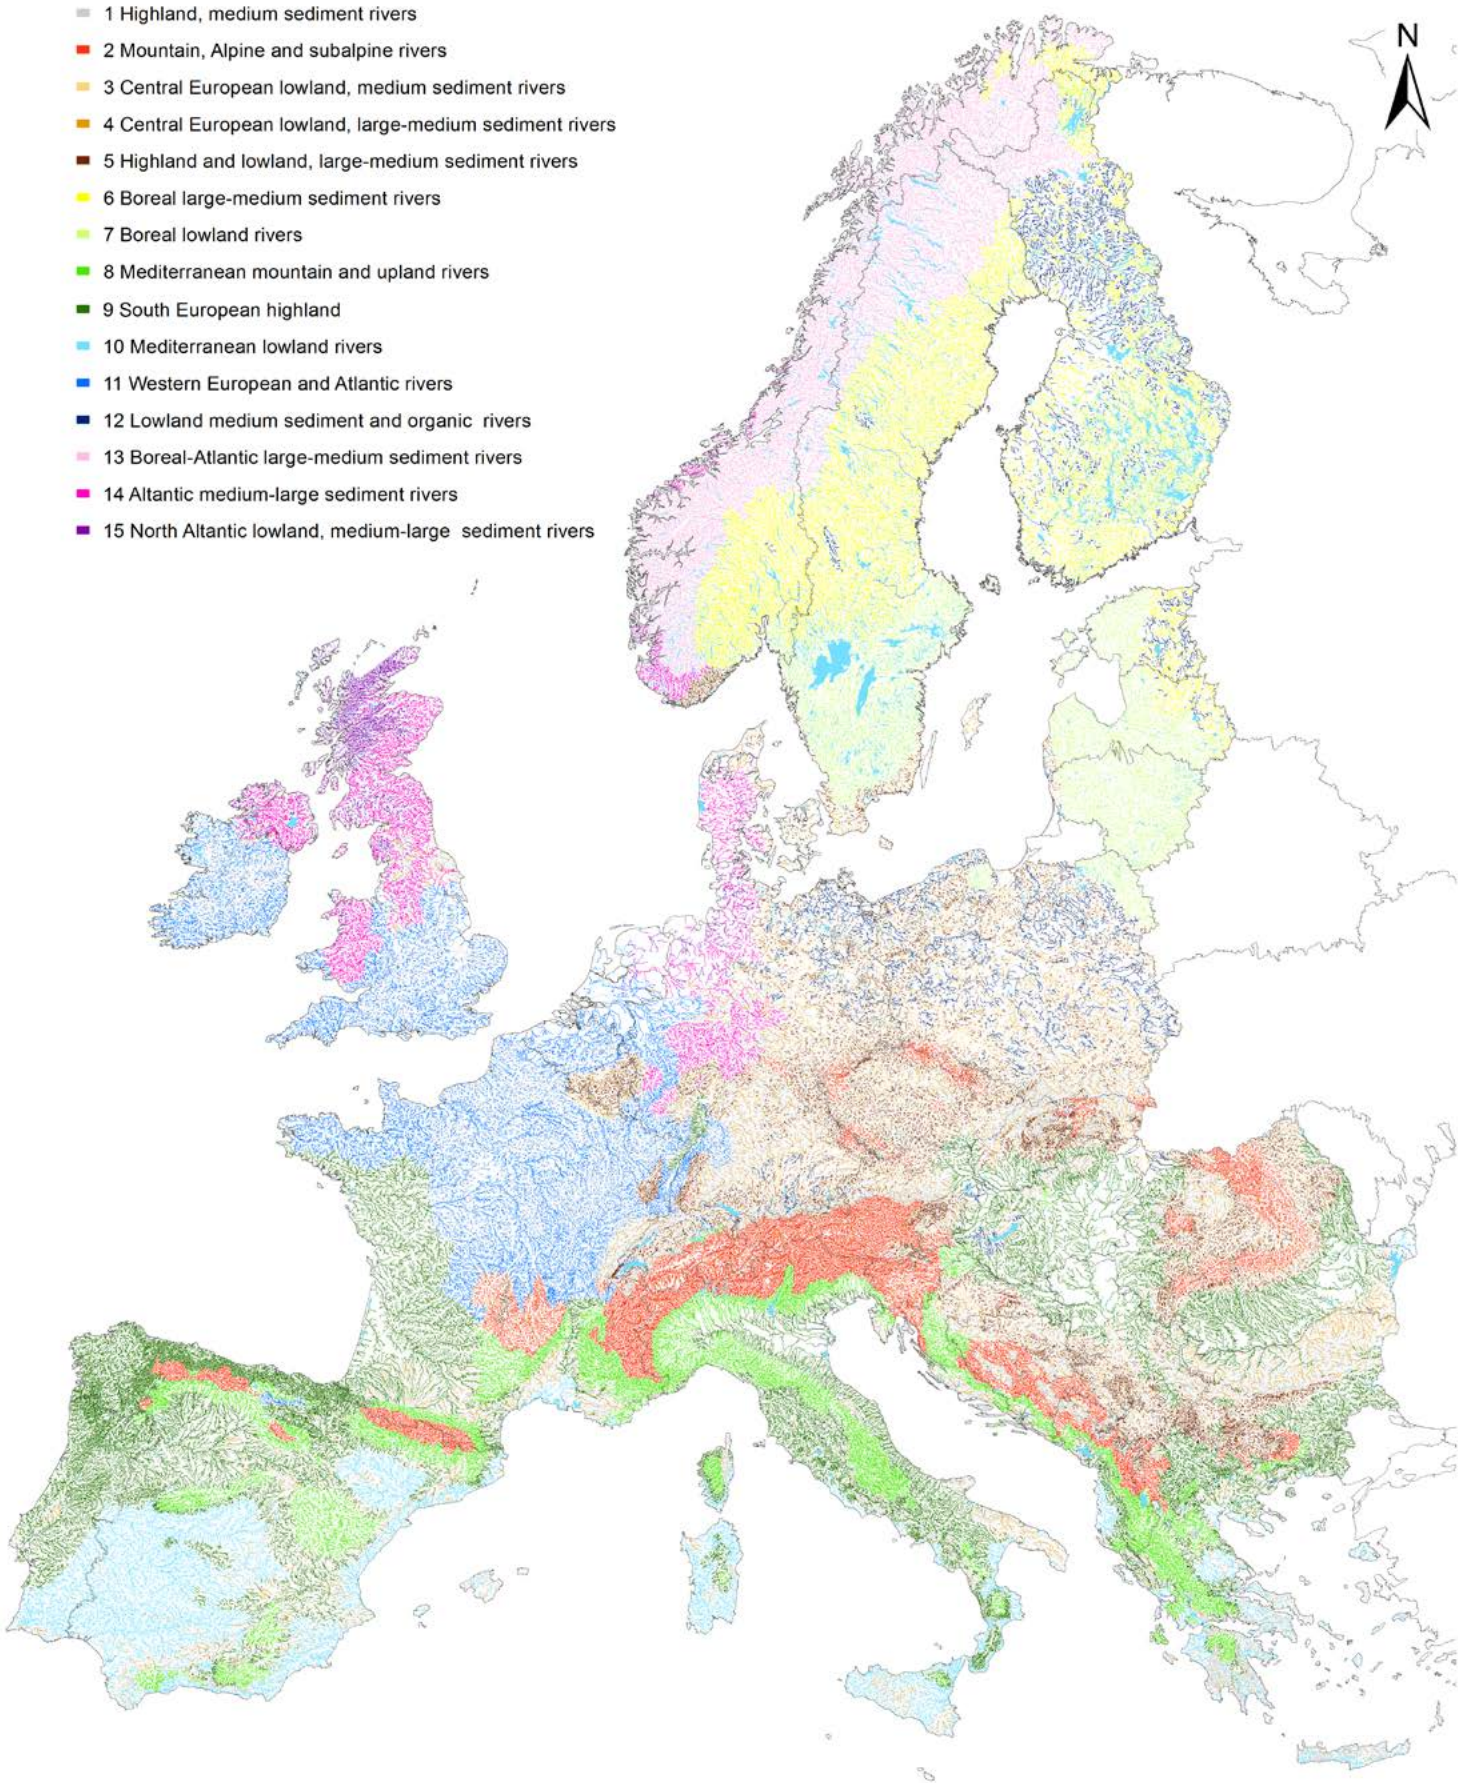 1 Highland, medium sediment rivers
2 Mountain, Alpine and subalpine rivers
3 Central European lowland, medium sediment rivers
4 Central European lowland, large-medium sediment rivers
5 Highland and lowland, large-medium sediment rivers
6 Boreal large-medium sediment rivers
7 Boreal lowland rivers
8 Mediterranean mountain and upland rivers
9 South European highland
10 Mediterranean lowland rivers
11 Western European and Atlantic rivers
12 Lowland medium sediment and organic  rivers
13 Boreal-Atlantic large-medium sediment rivers
14 Altantic medium-large sediment rivers
15 North Altantic lowland, medium-large  sediment rivers
N